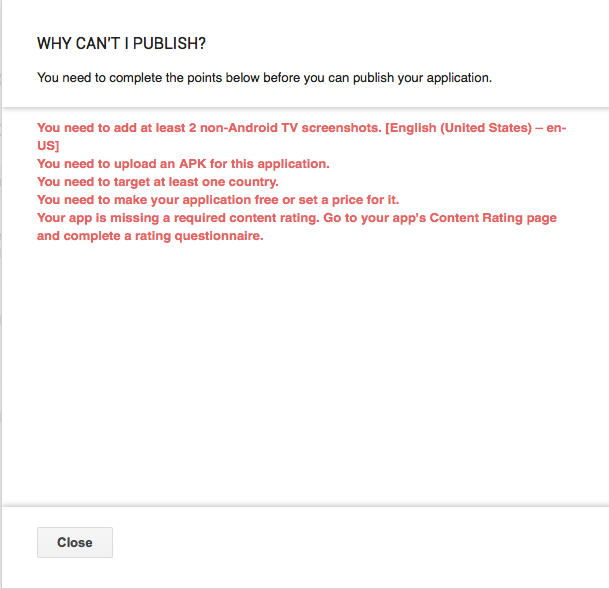 WHY CAN'T I PUBLISH?
You need to complete the points below before you can publish your application.
You need to add at least 2 non-Android TV screenshots. [English (United States) – en-
US]
You need to upload an APK for this application.
You need to target at least one country.
You need to make your application free or set a price for it.
Your app is missing a required content rating. Go to your app's Content Rating page
and complete a rating questionnaire.
Close